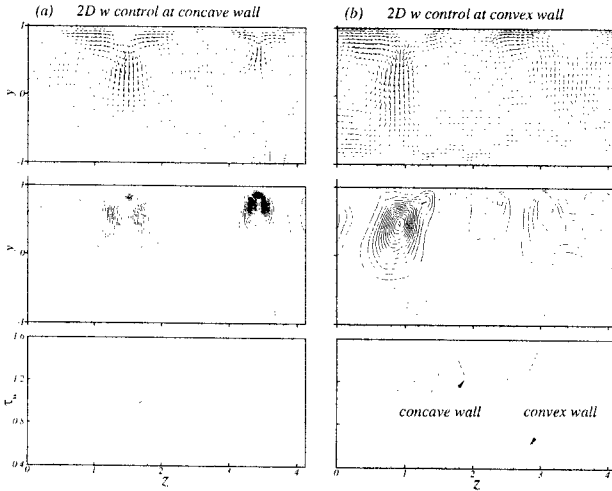 (a) 2D w control at concave wall
(b) 2D w control at convex wall
1
y
0
-1
1
y
0
-1
1.6
1.2
τw
0.8
0.4
0 1 2 3 4
z
concave wall convex wall
0 1 2 3 4
z